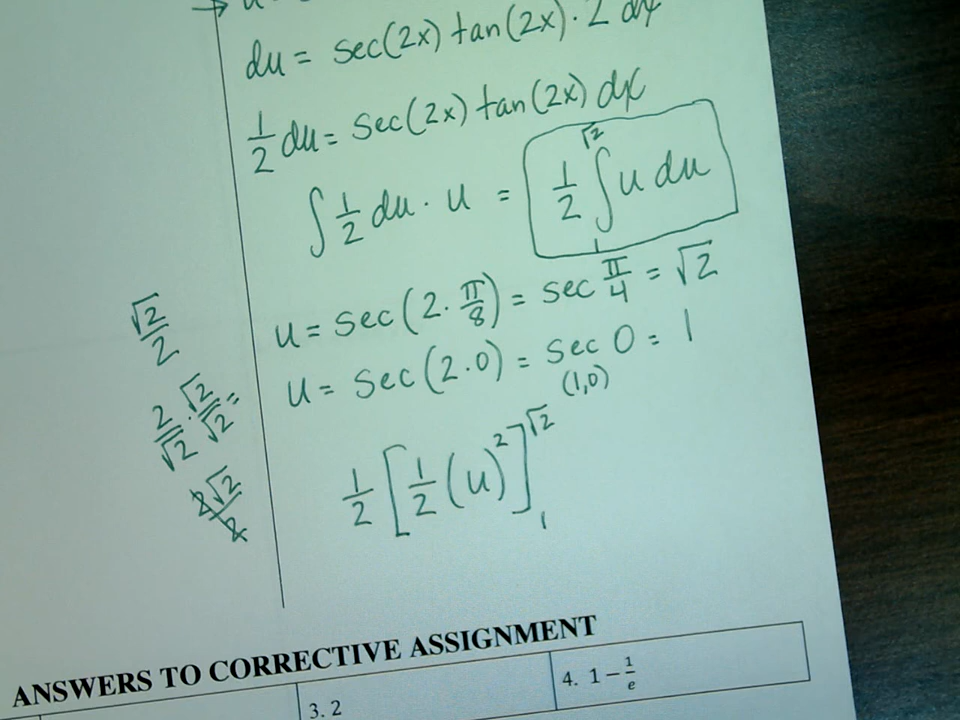 → u
du = sec(2x) tan(2x) · 2 dx
1/2 du = sec(2x) tan(2x) dx
∫ 1/2 du · u = 1/2 ∫₁^√2 u du
u = sec(2 · π/8) = sec π/4 = √2
u = sec(2·0) = sec 0 = 1
(1,0)
1/2 [1/2 (u)²]₁^√2
√2/2
2/√2 · √2/√2 =
2√2/2
ANSWERS TO CORRECTIVE ASSIGNMENT
3. 2
4. 1 − 1/e